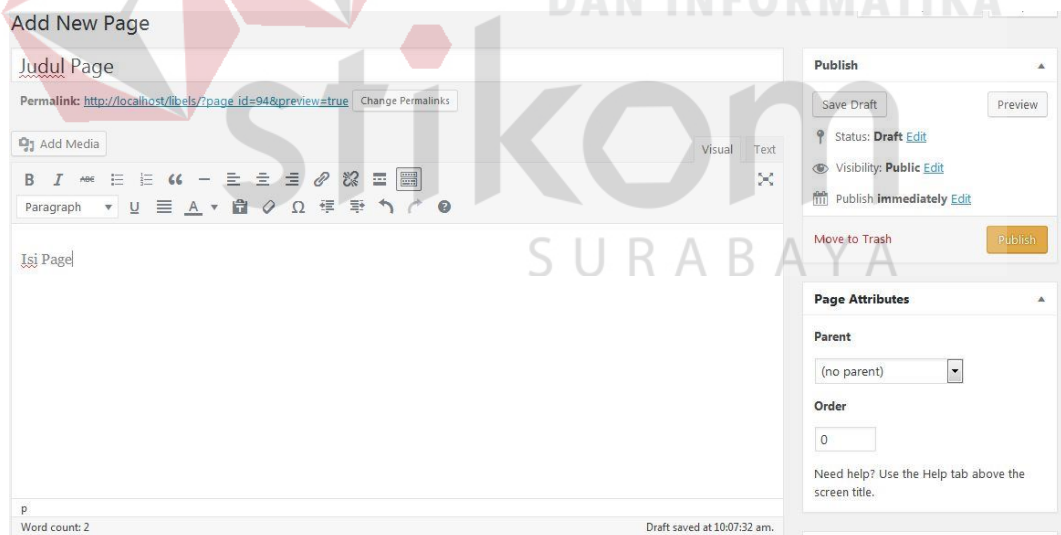 DAN INFORMATIKA
Add New Page
Judul Page
Permalink: http://localhost/libels/?page_id=94&preview=true Change Permalinks
Add Media
Visual Text
B I ABC
Paragraph U A Ω
Isi Page
p
Word count: 2 Draft saved at 10:07:32 am.
Publish
Save Draft Preview
Status: Draft Edit
Visibility: Public Edit
Publish immediately Edit
Move to Trash Publish
Page Attributes
Parent
(no parent)
Order
0
Need help? Use the Help tab above the
screen title.
stikom
SURABAYA